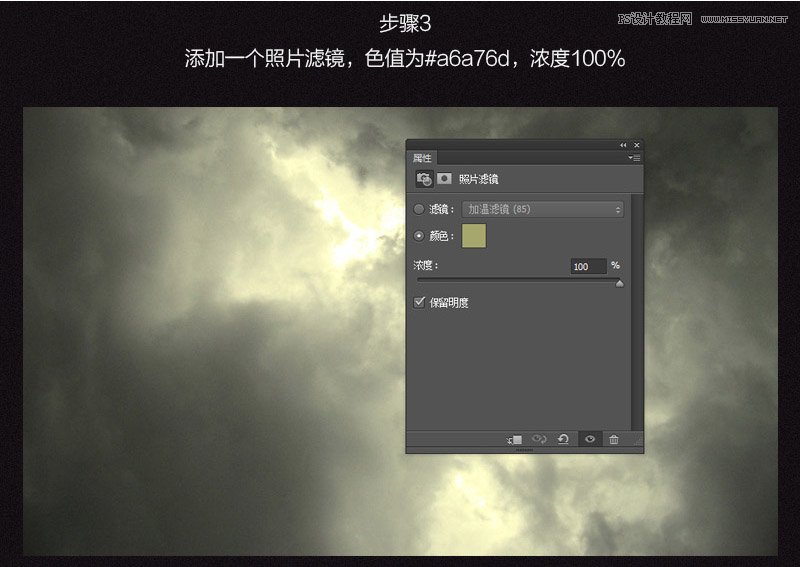 PS设计教程网 WWW.MISSYUAN.NET
步骤3
添加一个照片滤镜，色值为#a6a76d，浓度100%
属性
照片滤镜
滤镜： 加温滤镜 (85)
颜色：
浓度： 100 %
保留明度